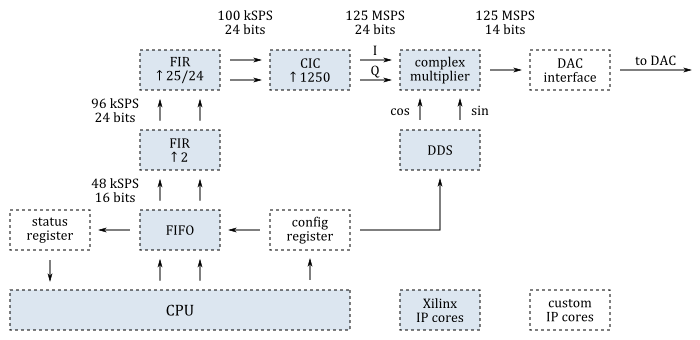 100 kSPS
24 bits
125 MSPS
24 bits
125 MSPS
14 bits
FIR
↑25/24
CIC
↑1250
I
Q
complex
multiplier
DAC
interface
to DAC
96 kSPS
24 bits
cos
sin
FIR
↑2
DDS
48 kSPS
16 bits
status
register
FIFO
config
register
CPU
Xilinx
IP cores
custom
IP cores